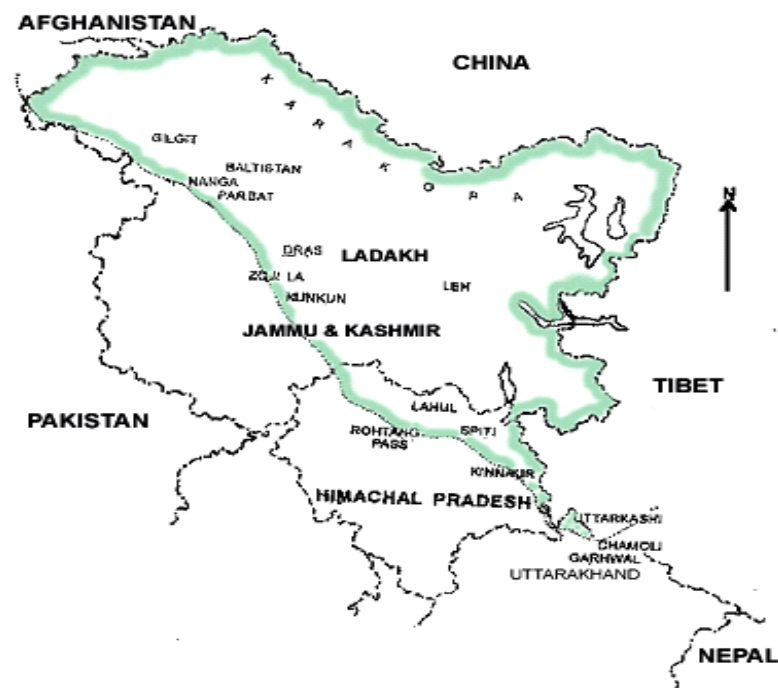 AFGHANISTAN
CHINA
K A R A K O R A
GILGIT
BALTISTAN
NANGA
PARBAT
N
DRAS
LADAKH
ZOJI LA
LEH
KUNKUN
JAMMU & KASHMIR
TIBET
LAHUL
PAKISTAN
ROHTANG
PASS
SPITI
KINNAUR
HIMACHAL PRADESH
UTTARKASHI
CHAMOLI
GARHWAL
UTTARAKHAND
NEPAL